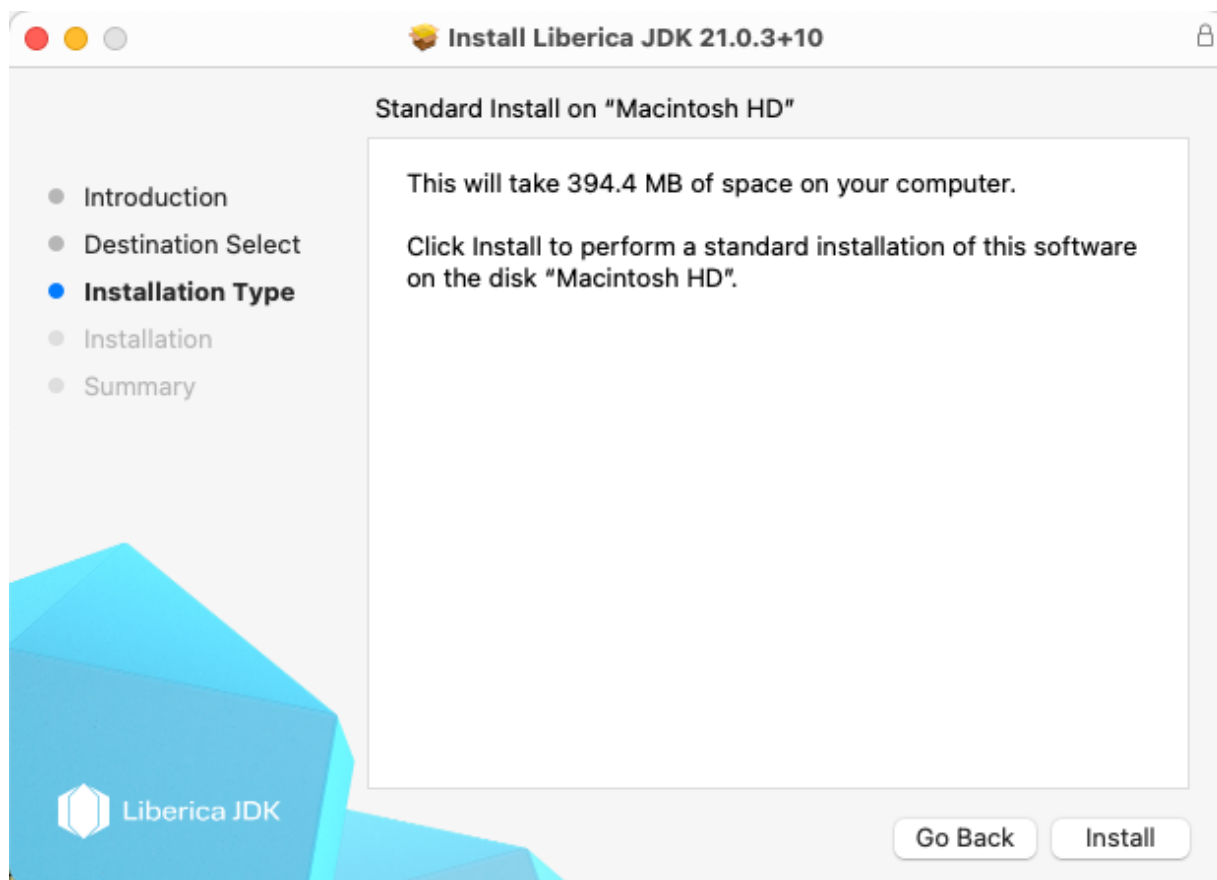 Install Liberica JDK 21.0.3+10
Standard Install on “Macintosh HD”
Introduction
Destination Select
Installation Type
Installation
Summary
This will take 394.4 MB of space on your computer.
Click Install to perform a standard installation of this software
on the disk “Macintosh HD”.
Liberica JDK
Go Back
Install